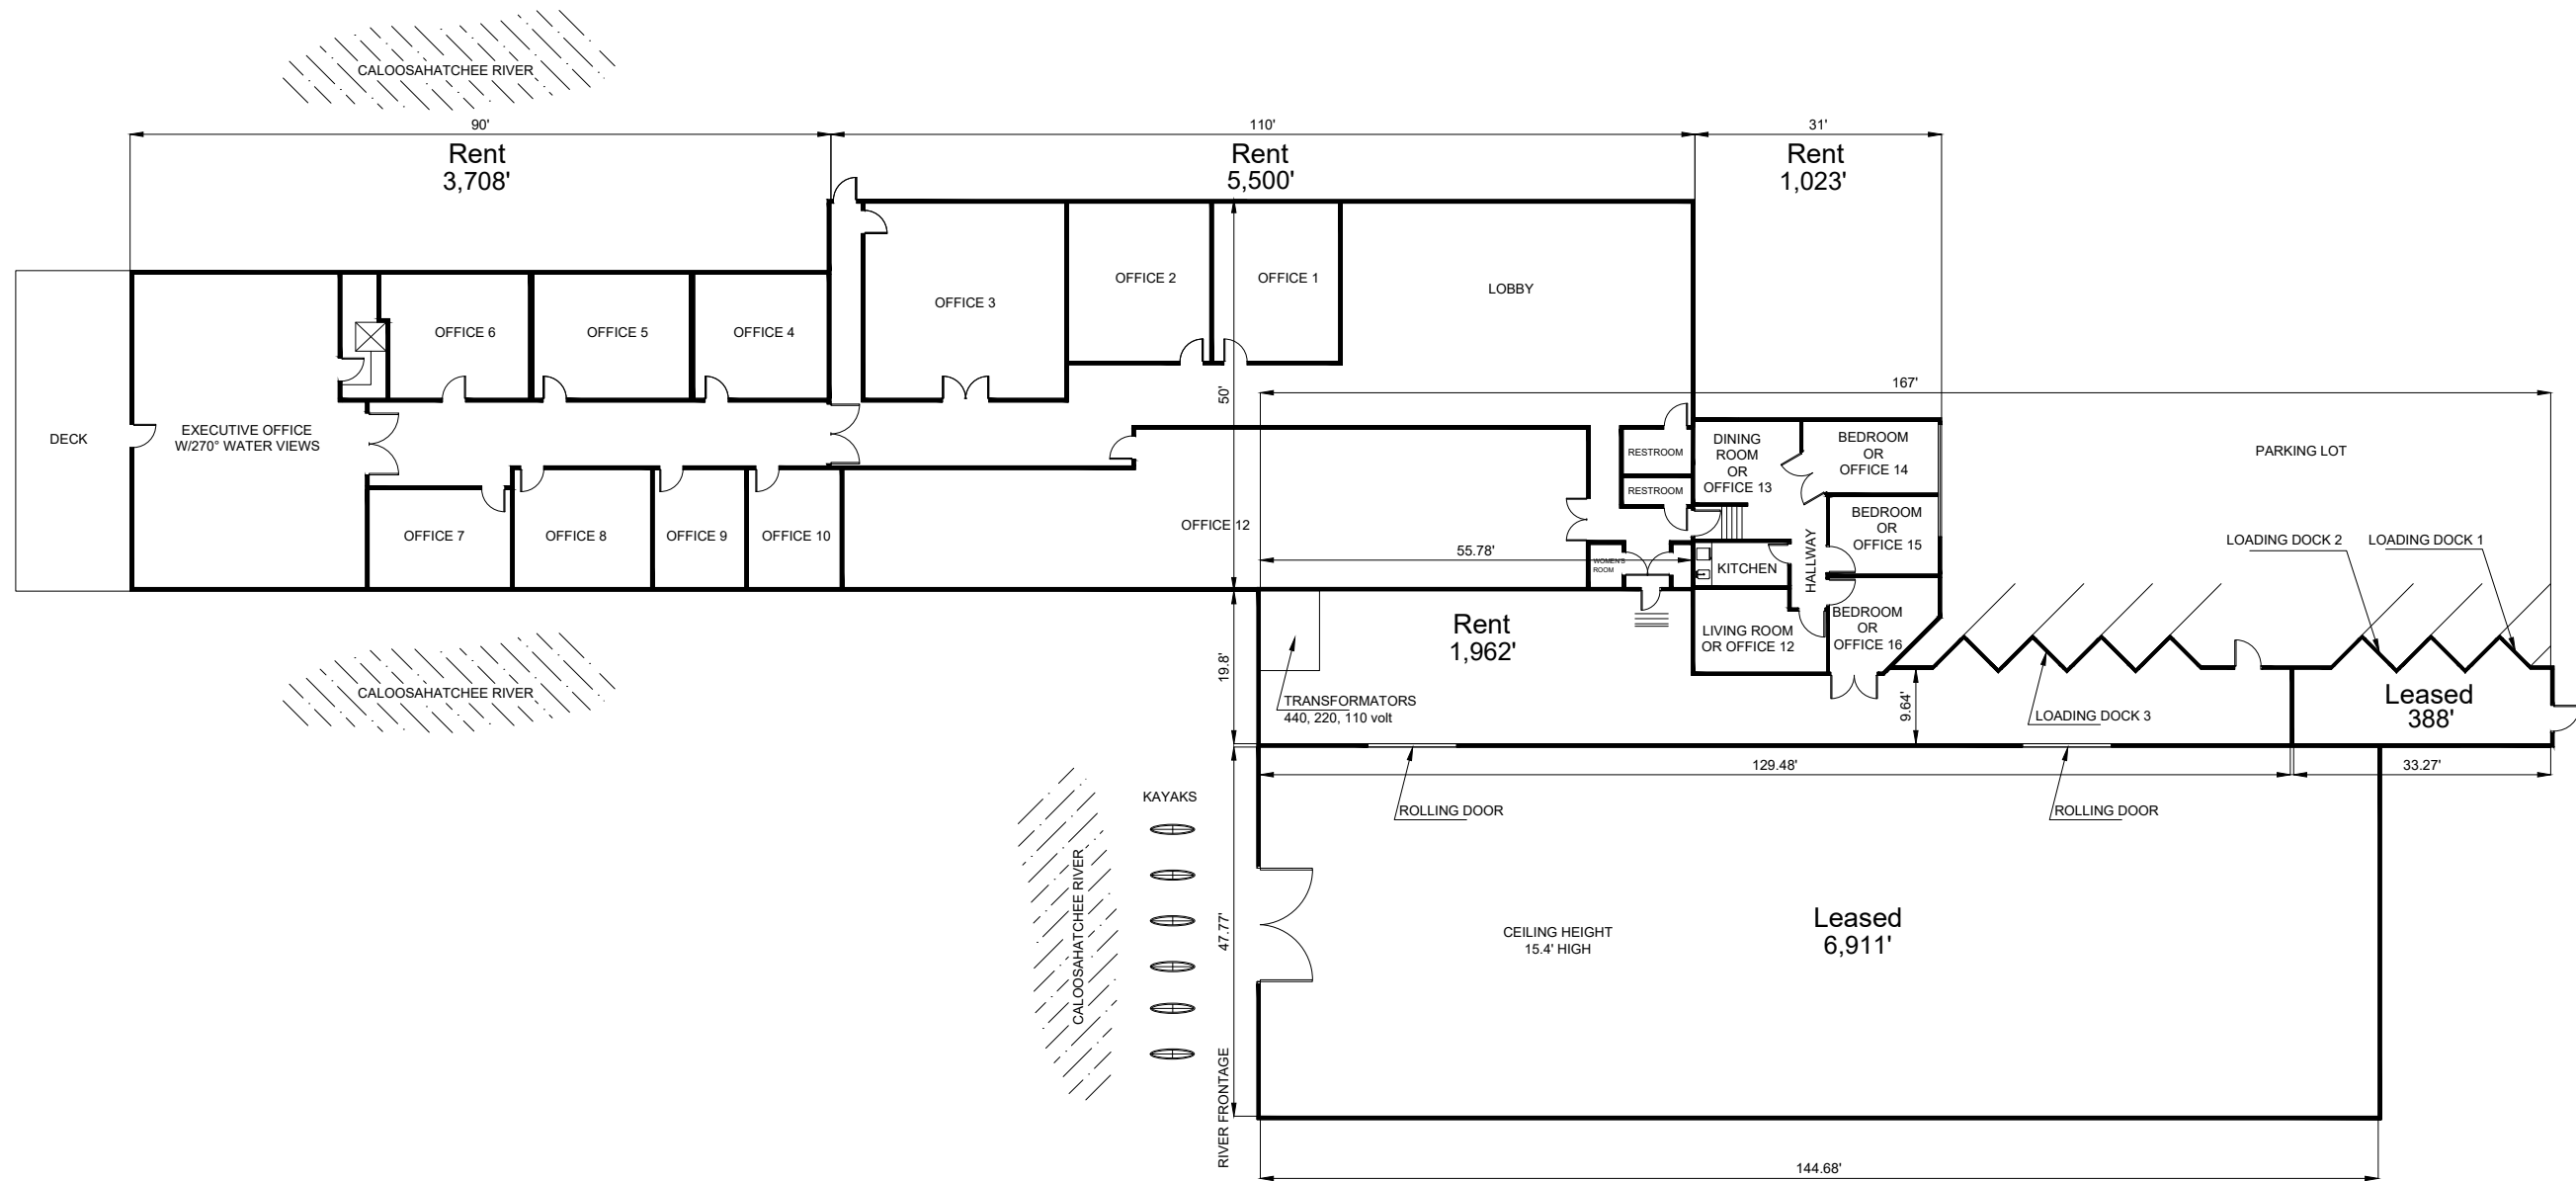 CALOOSAHATCHEE RIVER
90'
110'
31'
Rent
3,708'
Rent
5,500'
Rent
1,023'
OFFICE 6
OFFICE 5
OFFICE 4
OFFICE 3
OFFICE 2
OFFICE 1
LOBBY
50'
167'
DECK
EXECUTIVE OFFICE
W/270° WATER VIEWS
RESTROOM
RESTROOM
DINING
ROOM
OR
OFFICE 13
BEDROOM
OR
OFFICE 14
PARKING LOT
OFFICE 7
OFFICE 8
OFFICE 9
OFFICE 10
OFFICE 12
55.78'
WOMEN'S
ROOM
KITCHEN
HALLWAY
BEDROOM
OR
OFFICE 15
LOADING DOCK 2
LOADING DOCK 1
Rent
1,962'
LIVING ROOM
OR OFFICE 12
BEDROOM
OR
OFFICE 16
19.8'
CALOOSAHATCHEE RIVER
TRANSFORMATORS
440, 220, 110 volt
9.64'
LOADING DOCK 3
Leased
388'
129.48'
33.27'
KAYAKS
ROLLING DOOR
ROLLING DOOR
CALOOSAHATCHEE RIVER
47.77'
CEILING HEIGHT
15.4' HIGH
Leased
6,911'
RIVER FRONTAGE
144.68'